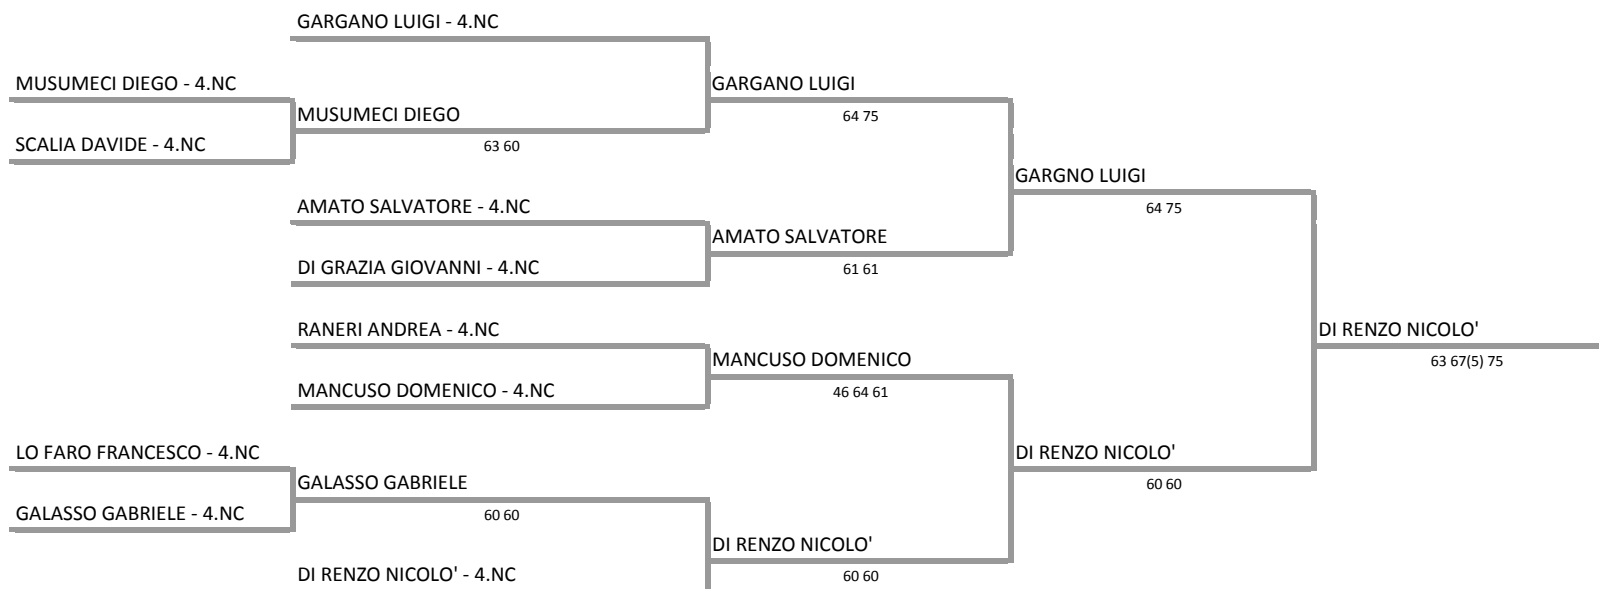 GARGANO LUIGI - 4.NC
MUSUMECI DIEGO - 4.NC
GARGANO LUIGI
MUSUMECI DIEGO
64 75
SCALIA DAVIDE - 4.NC
63 60
GARGNO LUIGI
AMATO SALVATORE - 4.NC
64 75
AMATO SALVATORE
DI GRAZIA GIOVANNI - 4.NC
61 61
RANERI ANDREA - 4.NC
DI RENZO NICOLO'
MANCUSO DOMENICO
63 67(5) 75
MANCUSO DOMENICO - 4.NC
46 64 61
LO FARO FRANCESCO - 4.NC
DI RENZO NICOLO'
GALASSO GABRIELE
60 60
GALASSO GABRIELE - 4.NC
60 60
DI RENZO NICOLO'
DI RENZO NICOLO' - 4.NC
60 60